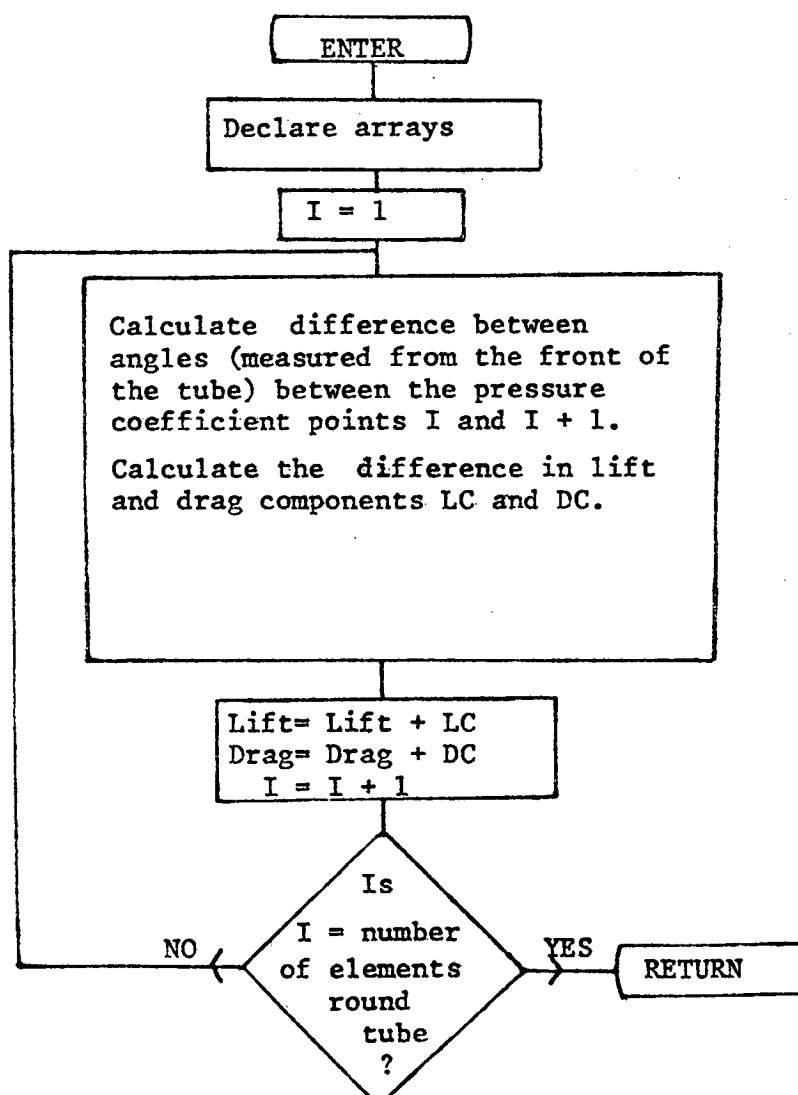 ENTER
Declare arrays
I = 1
Calculate difference between
angles (measured from the front of
the tube) between the pressure
coefficient points I and I + 1.
Calculate the difference in lift
and drag components LC and DC.
Lift= Lift + LC
Drag= Drag + DC
I = I + 1
Is
I = number
of elements
round
tube
?
NO
YES
RETURN